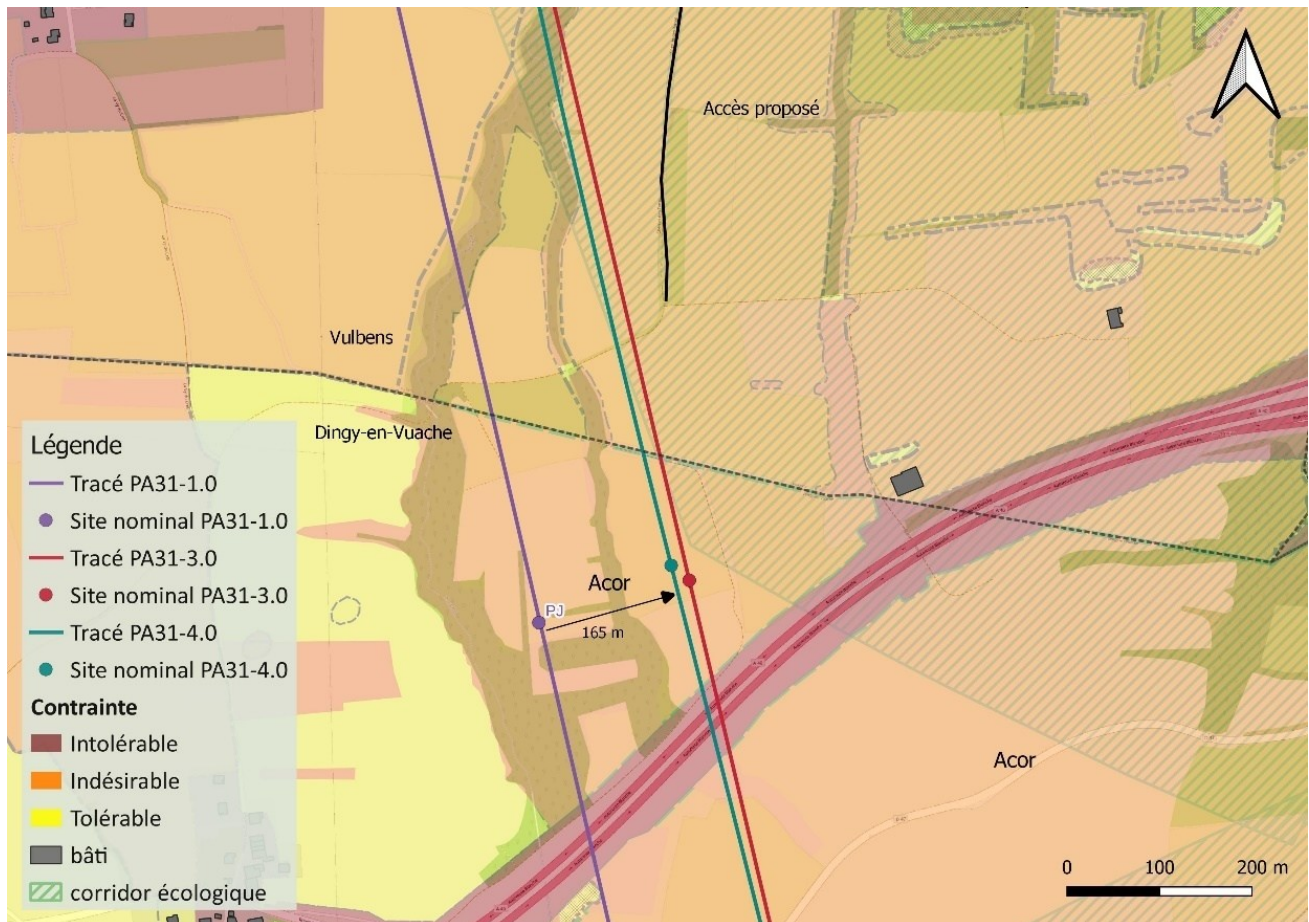 Accès proposé
Vulbens
Dingy-en-Vuache
Légende
Tracé PA31-1.0
Site nominal PA31-1.0
Tracé PA31-3.0
Site nominal PA31-3.0
Tracé PA31-4.0
Site nominal PA31-4.0
Contrainte
Intolérable
Indésirable
Tolérable
bâti
corridor écologique
Acor
PJ
165 m
Acor
0 100 200 m